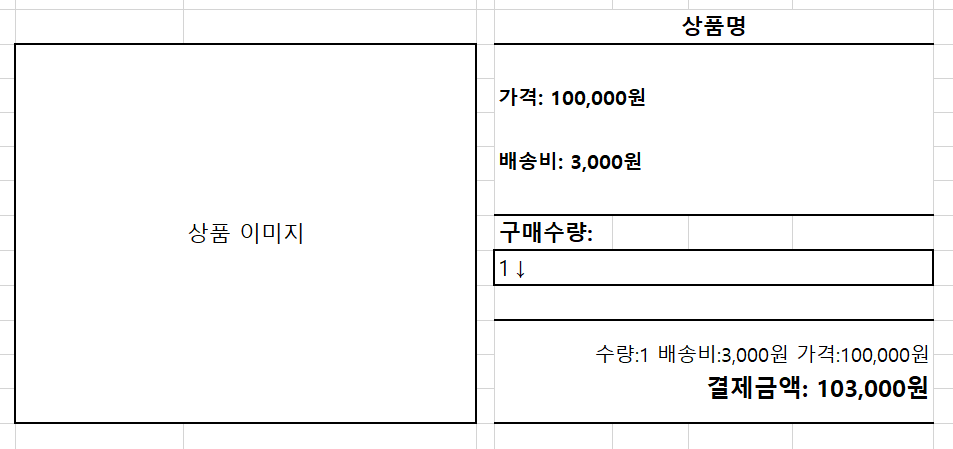 상품명
가격: 100,000원
배송비: 3,000원
상품 이미지
구매수량:
1↓
수량:1 배송비:3,000원 가격:100,000원
결제금액: 103,000원